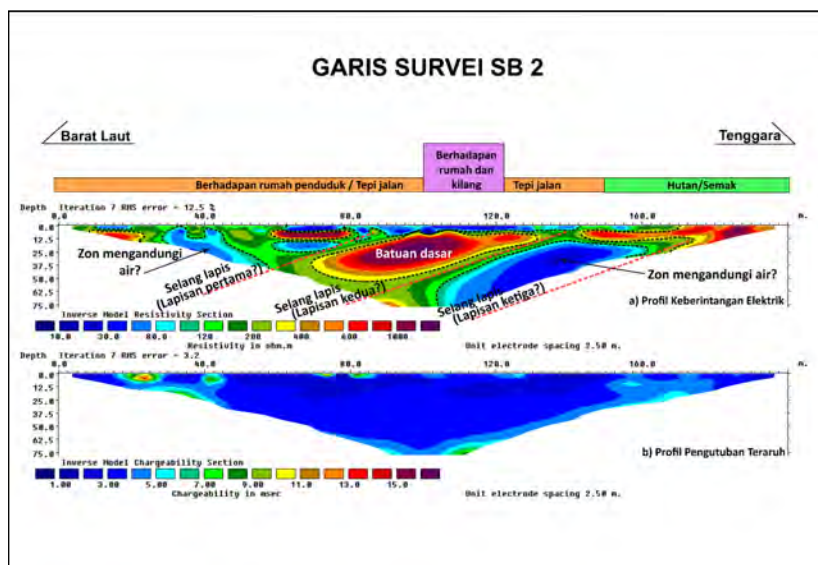 GARIS SURVEI SB 2
Barat Laut
Tenggara
Berhadapan
rumah dan
kilang
Berhadapan rumah penduduk / Tepi jalan
Tepi jalan
Hutan/Semak
Depth Iteration 7 RMS error = 12.5 %
0.0 40.0 80.0 120.0 160.0 m.
0.0
12.5
25.0
37.5
50.0
62.5
75.0
Batuan dasar
Zon mengandungi
air?
Zon mengandungi air?
Selang lapis
(Lapisan pertama?)
Selang lapis
(Lapisan kedua?)
Selang lapis
(Lapisan ketiga?)
a) Profil Keberintangan Elektrik
Inverse Model Resistivity Section
10.0 30.0 80.0 120 200 400 600 1000
Resistivity in ohm.m
Unit electrode spacing 2.50 m.
Depth Iteration 7 RMS error = 3.2
0.0 40.0 80.0 120.0 160.0 m.
0.0
12.5
25.0
37.5
50.0
62.5
75.0
b) Profil Pengutuban Teraruh
Inverse Model Chargeability Section
1.00 3.00 5.00 7.00 9.00 11.0 13.0 15.0
Chargeability in msec
Unit electrode spacing 2.50 m.